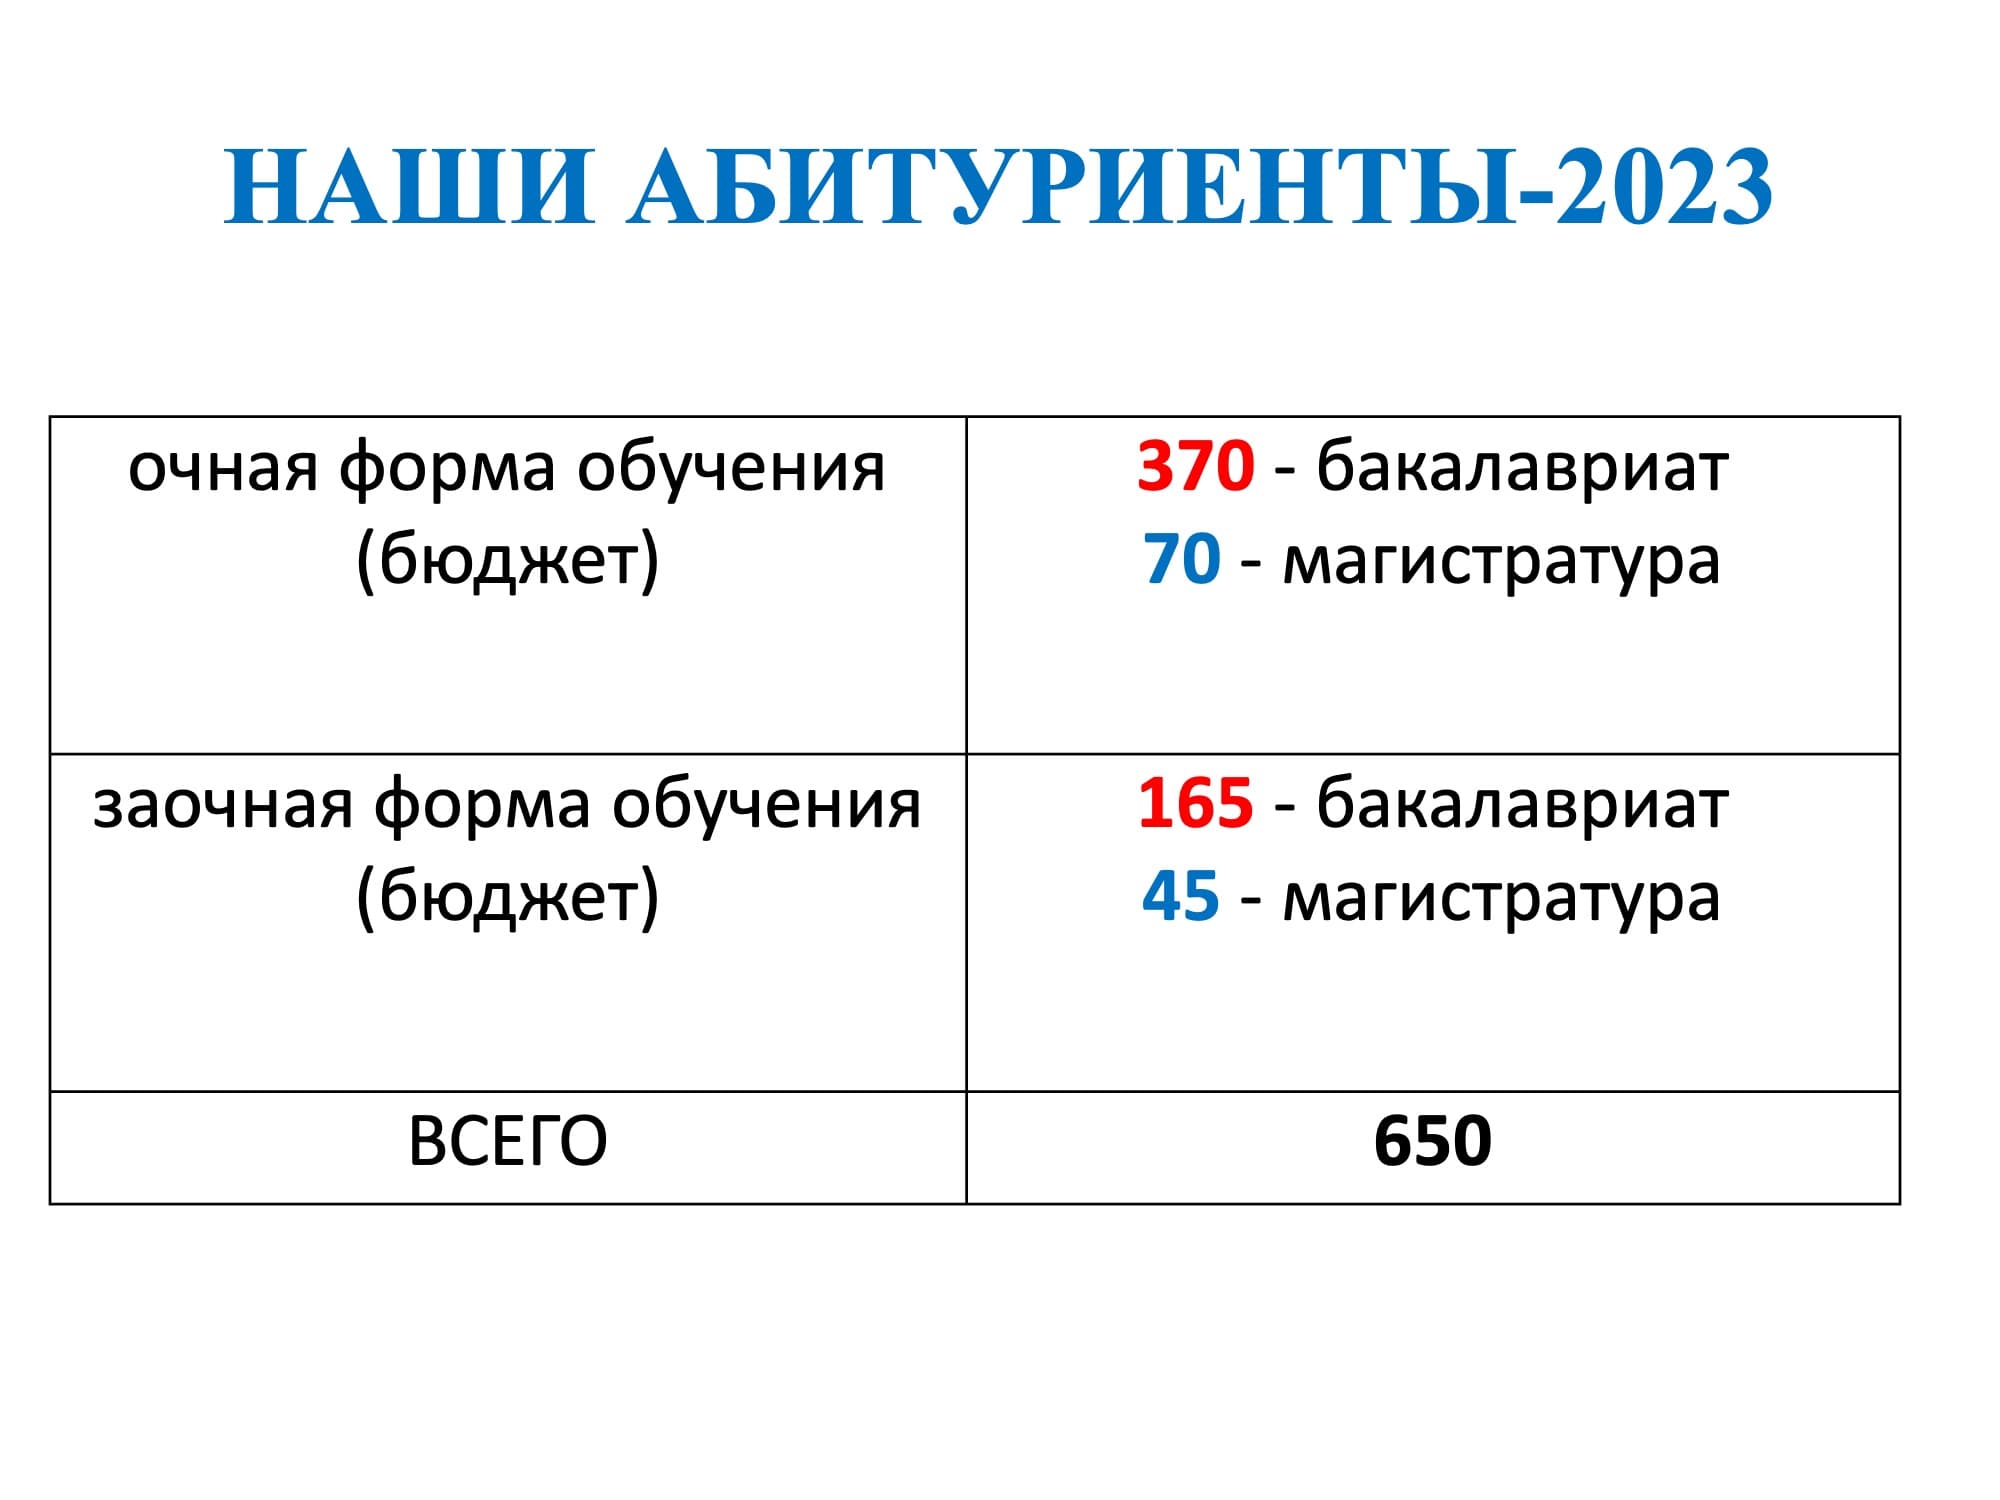 НАШИ АБИТУРИЕНТЫ-2023
очная форма обучения
(бюджет)
370 - бакалавриат
70 - магистратура
заочная форма обучения
(бюджет)
165 - бакалавриат
45 - магистратура
ВСЕГО
650